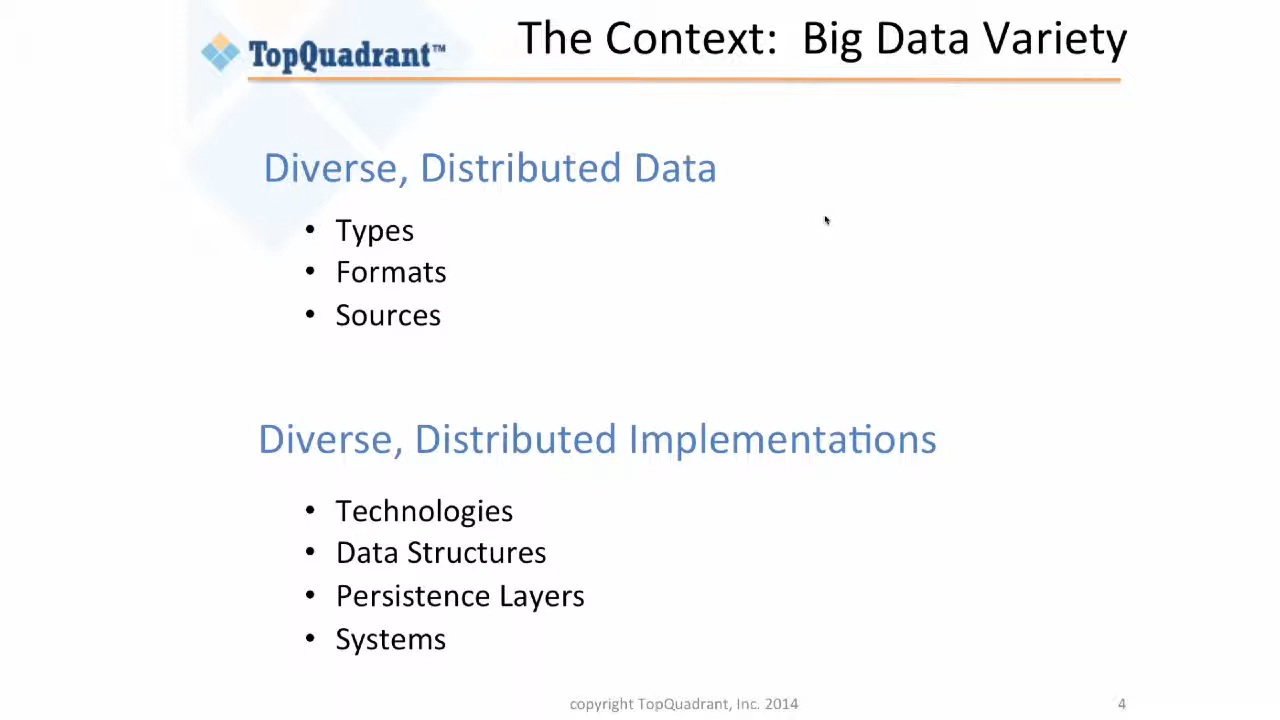 TopQuadrant™
The Context: Big Data Variety
Diverse, Distributed Data
• Types
• Formats
• Sources
Diverse, Distributed Implementations
• Technologies
• Data Structures
• Persistence Layers
• Systems
copyright TopQuadrant, Inc. 2014
4